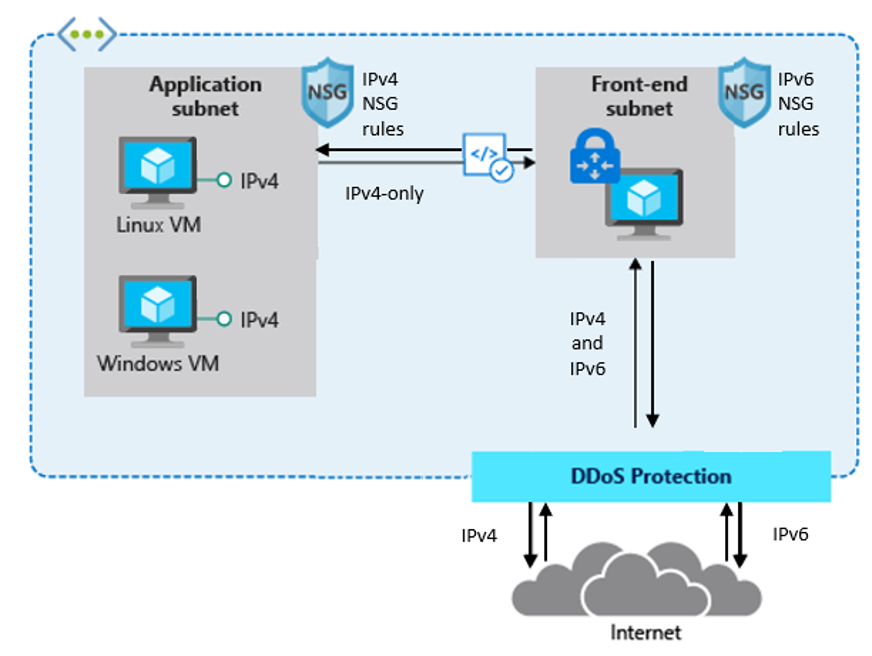 Application
subnet
NSG
IPv4
NSG
rules
Front-end
subnet
NSG
IPv6
NSG
rules
</>
IPv4-only
IPv4
Linux VM
IPv4
Windows VM
IPv4
and
IPv6
DDoS Protection
IPv4
IPv6
Internet